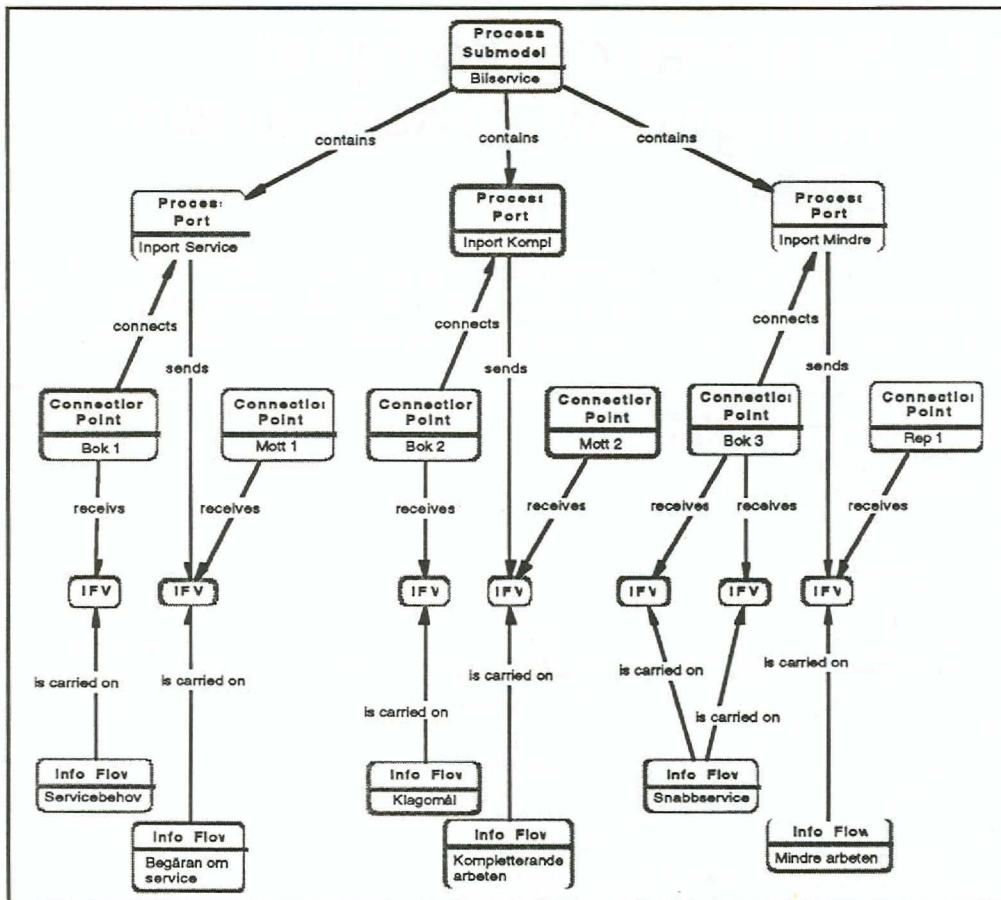 Process
Submodel
Bilservice
contains
contains
contains
Process
Port
Inport Service
Process
Port
Inport Kompl
Process
Port
Inport Mindre
connects
sends
connects
sends
connects
sends
Connection
Point
Bok 1
Connection
Point
Mott 1
Connection
Point
Bok 2
Connection
Point
Mott 2
Connection
Point
Bok 3
Connection
Point
Rep 1
receivs
receives
receives
receives
receives
receives
receives
IFV
IFV
IFV
IFV
IFV
IFV
IFV
is carried on
is carried on
is carried on
is carried on
is carried on
is carried on
is carried on
Info Flow
Servicebehov
Info Flow
Begäran om
service
Info Flow
Klagomål
Info Flow
Kompletterande
arbeten
Info Flow
Snabbservice
Info Flow
Mindre arbeten